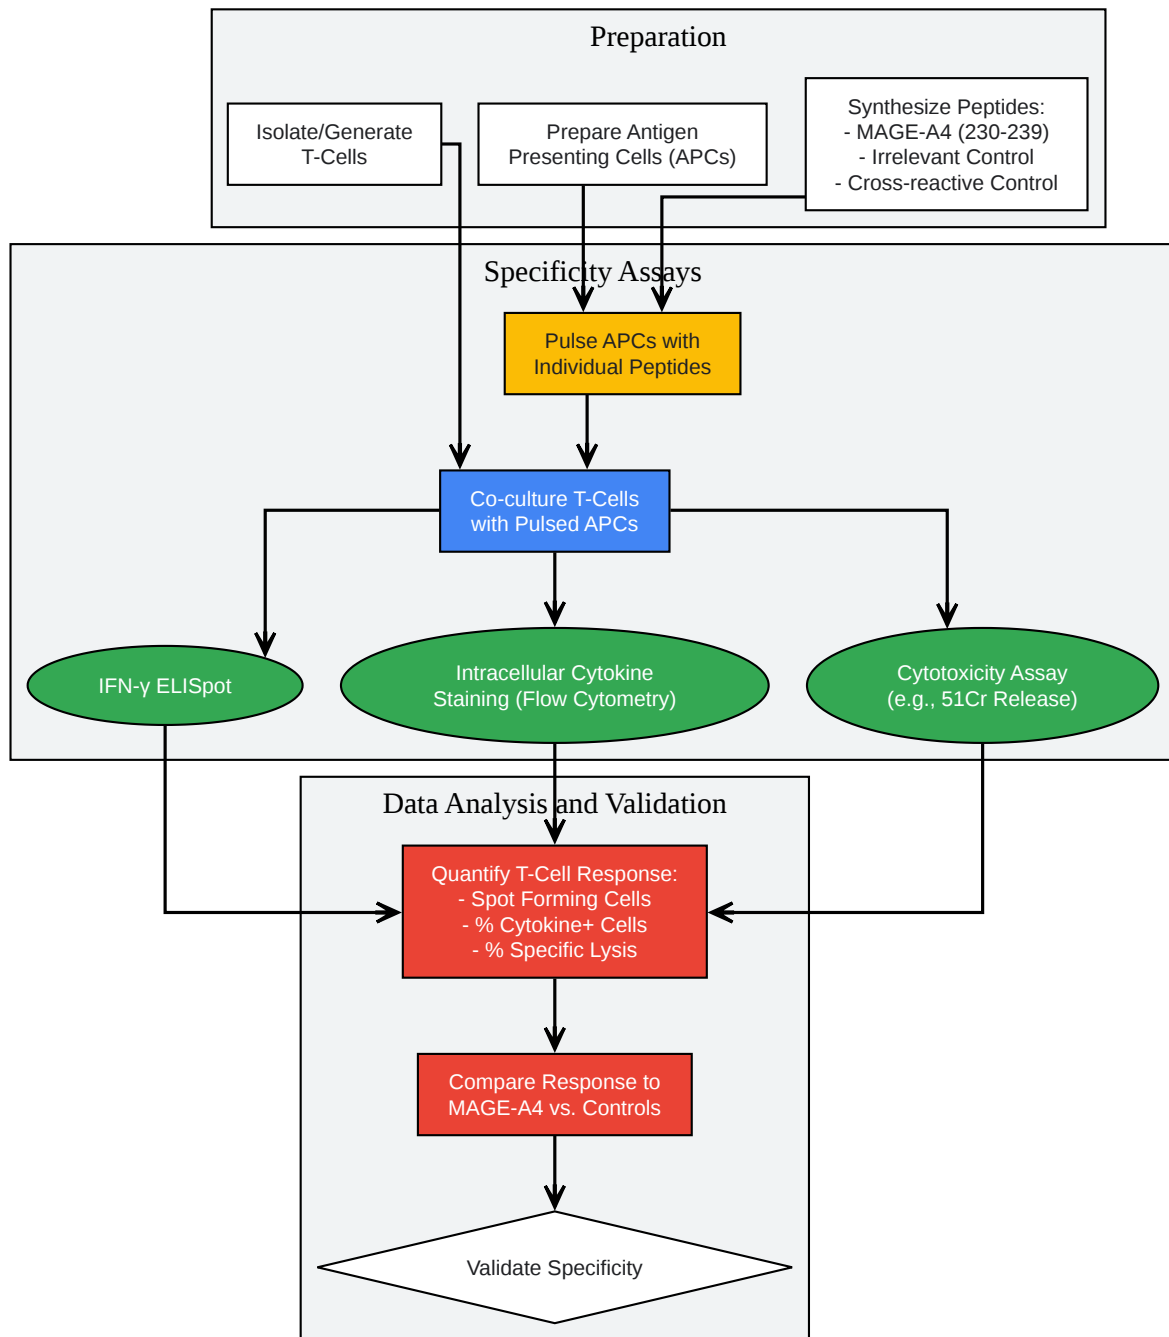 Preparation
Isolate/Generate
T-Cells
Prepare Antigen
Presenting Cells (APCs)
Synthesize Peptides:
- MAGE-A4 (230-239)
- Irrelevant Control
- Cross-reactive Control
Specificity Assays
Pulse APCs with
Individual Peptides
Co-culture T-Cells
with Pulsed APCs
IFN-γ ELISpot
Intracellular Cytokine
Staining (Flow Cytometry)
Cytotoxicity Assay
(e.g., 51Cr Release)
Data Analysis and Validation
Quantify T-Cell Response:
- Spot Forming Cells
- % Cytokine+ Cells
- % Specific Lysis
Compare Response to
MAGE-A4 vs. Controls
Validate Specificity